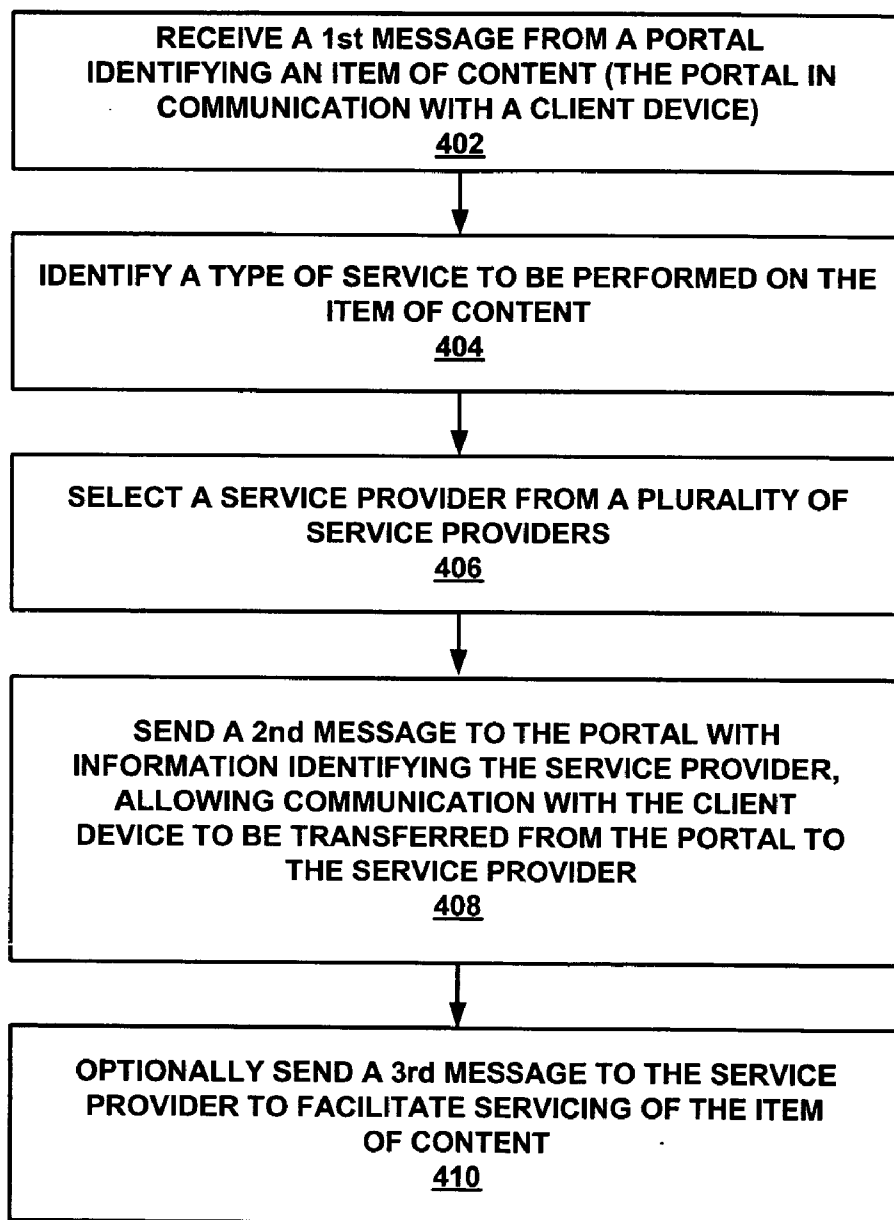 RECEIVE A 1st MESSAGE FROM A PORTAL
IDENTIFYING AN ITEM OF CONTENT (THE PORTAL IN
COMMUNICATION WITH A CLIENT DEVICE)
402
IDENTIFY A TYPE OF SERVICE TO BE PERFORMED ON THE
ITEM OF CONTENT
404
SELECT A SERVICE PROVIDER FROM A PLURALITY OF
SERVICE PROVIDERS
406
SEND A 2nd MESSAGE TO THE PORTAL WITH
INFORMATION IDENTIFYING THE SERVICE PROVIDER,
ALLOWING COMMUNICATION WITH THE CLIENT
DEVICE TO BE TRANSFERRED FROM THE PORTAL TO
THE SERVICE PROVIDER
408
OPTIONALLY SEND A 3rd MESSAGE TO THE SERVICE
PROVIDER TO FACILITATE SERVICING OF THE ITEM
OF CONTENT
410